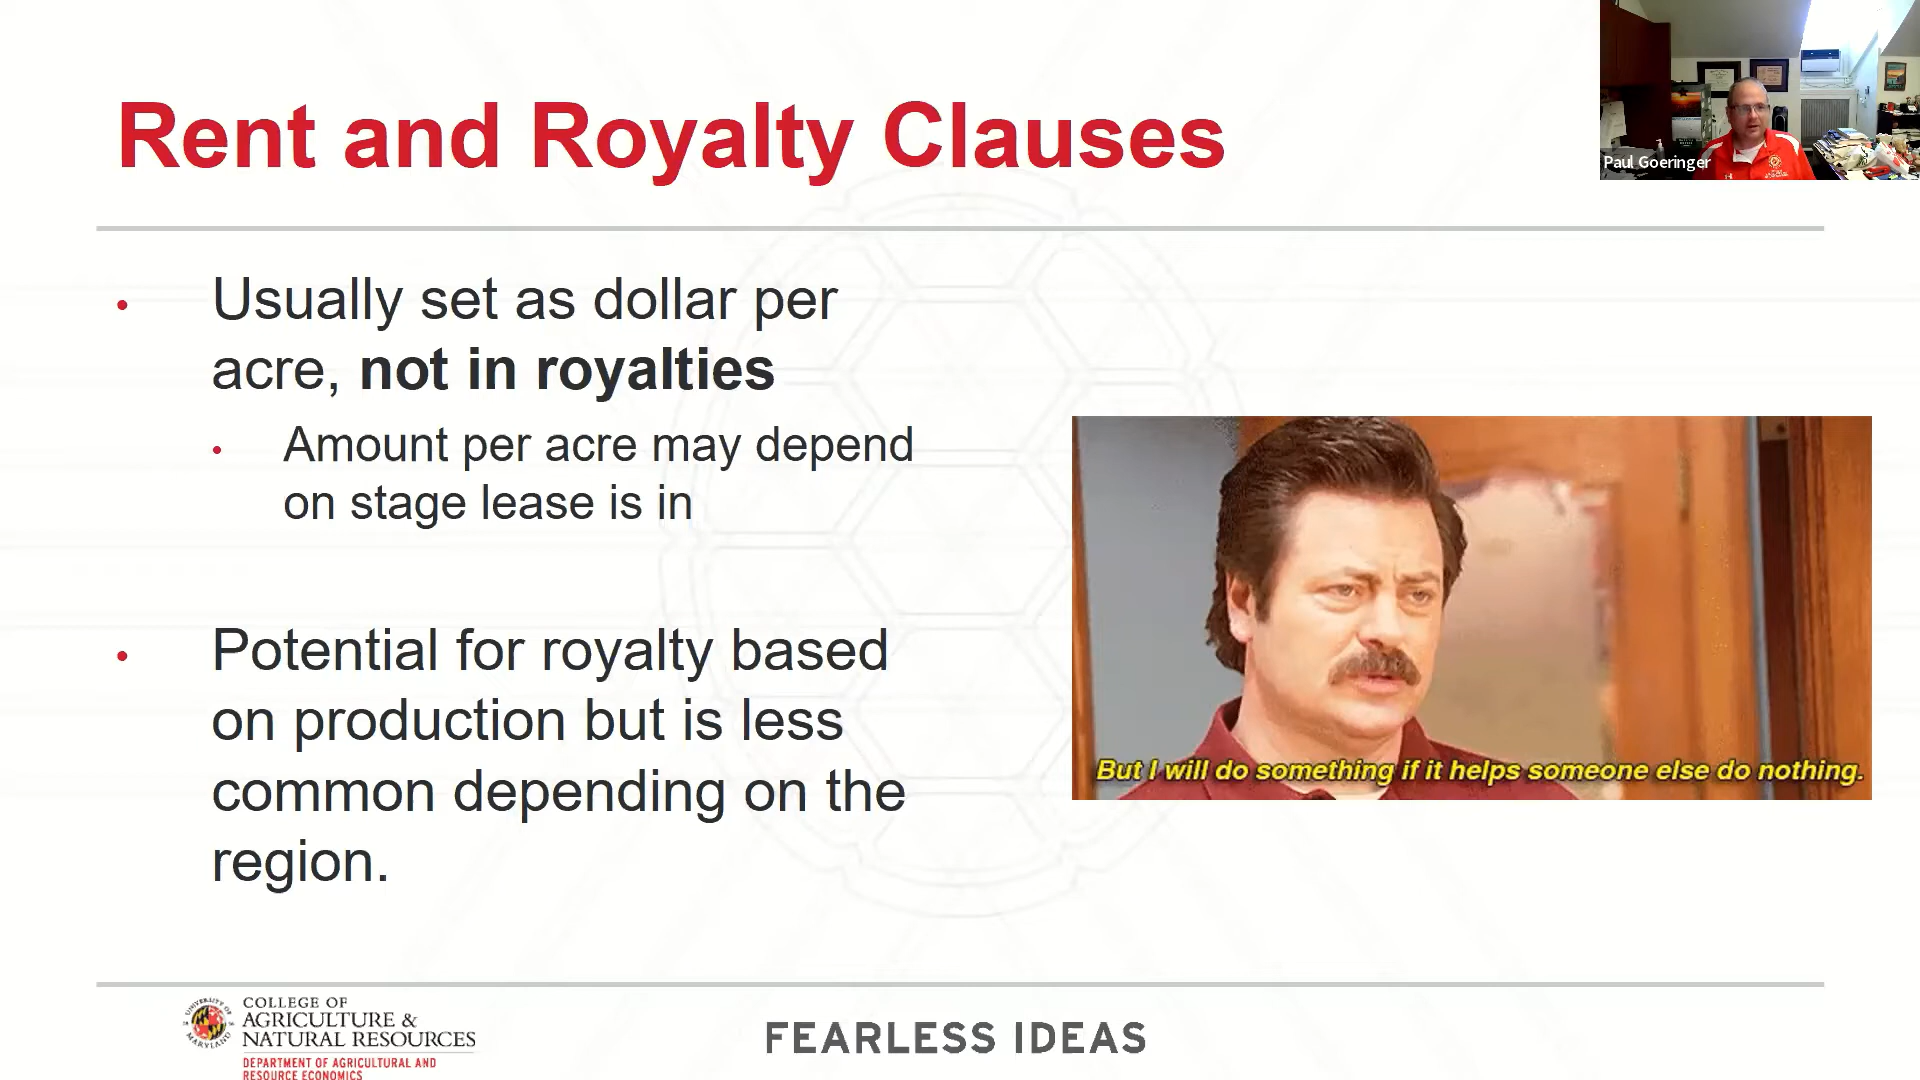 Rent and Royalty Clauses
Paul Goeringer
• Usually set as dollar per
acre, not in royalties
• Amount per acre may depend
on stage lease is in
• Potential for royalty based
on production but is less
common depending on the
region.
But I will do something if it helps someone else do nothing.
UNIVERSITY OF
MARYLAND
COLLEGE OF
AGRICULTURE &
NATURAL RESOURCES
DEPARTMENT OF AGRICULTURAL AND
RESOURCE ECONOMICS
FEARLESS IDEAS